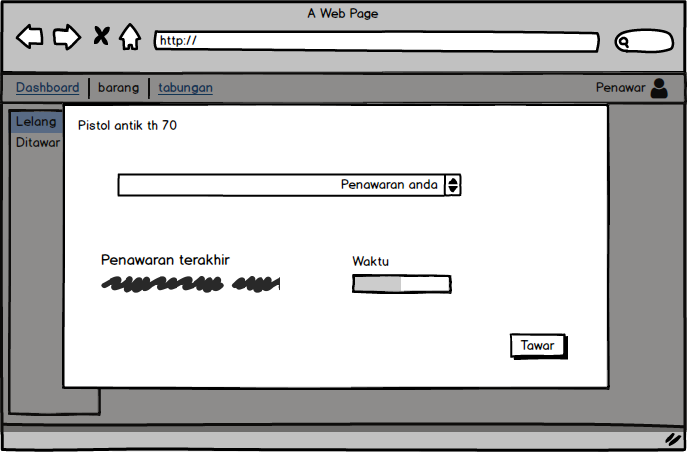 A Web Page
http://
Dashboard barang tabungan Penawar
Lelang
Ditawar
Pistol antik th 70
Penawaran anda
Penawaran terakhir
Waktu
Tawar